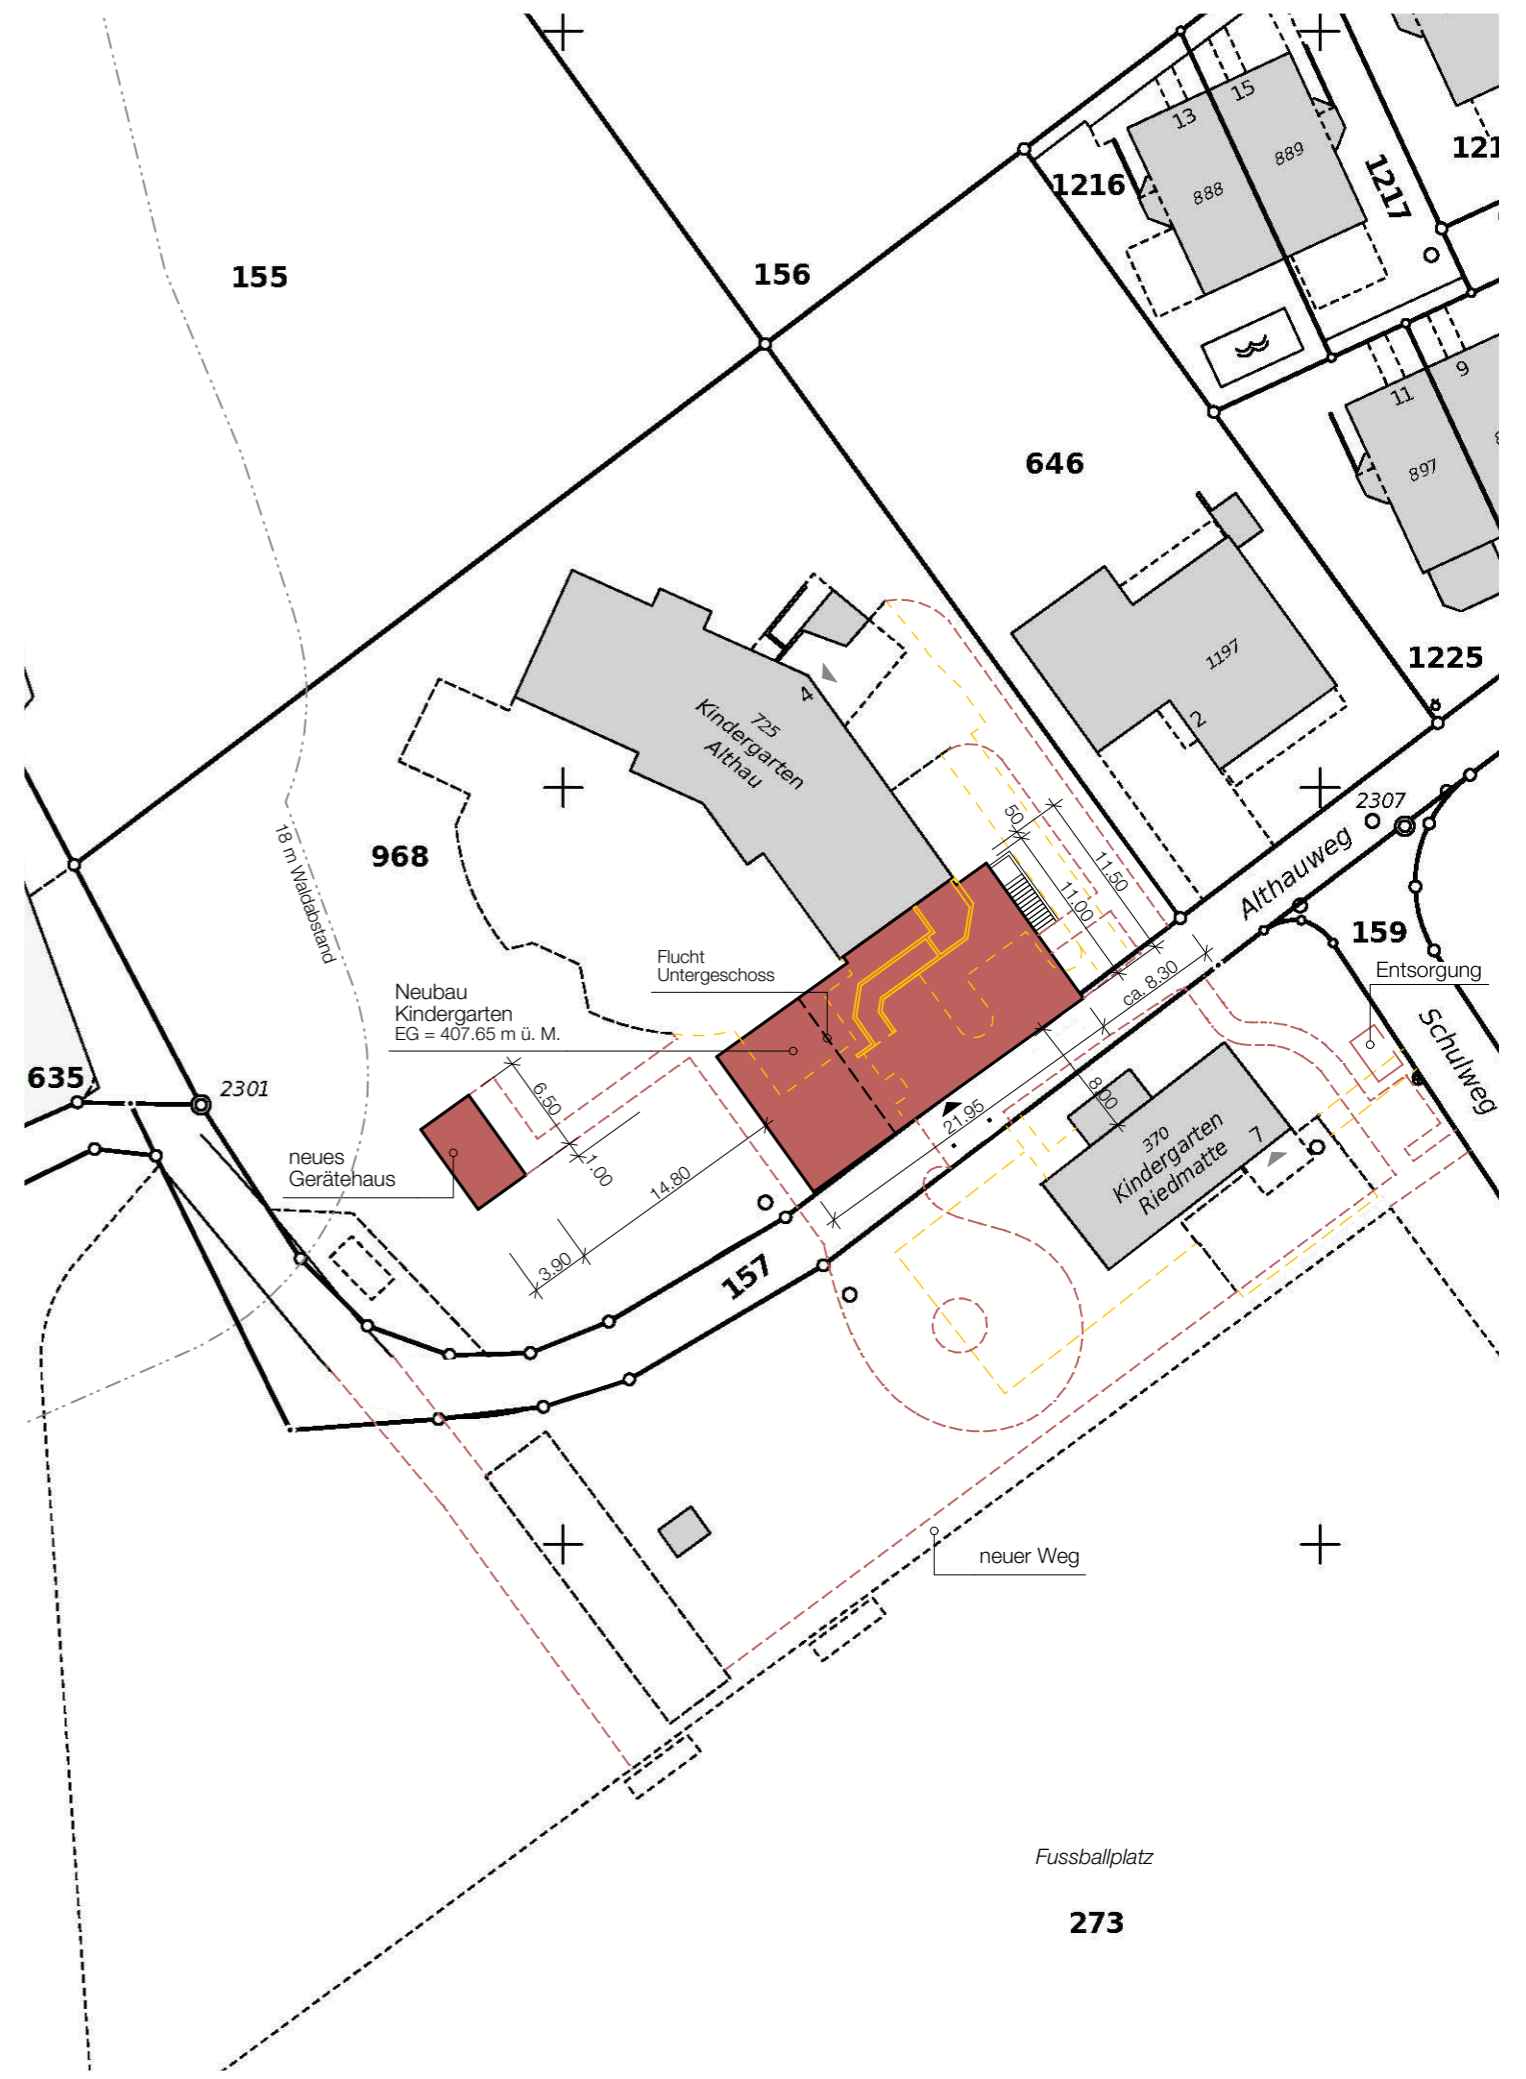 155
156
1216
13
15
888
889
1217
121
646
11
9
897
1225
1197
2
4
725
Kindergarten
Althau
968
18 m Waldabstand
50
11.50
11.00
2307
Althauweg
159
Entsorgung
Schulweg
Flucht
Untergeschoss
Neubau
Kindergarten
EG = 407.65 m ü. M.
ca. 8.30
635
2301
6.50
1.00
8.00
21.95
370
Kindergarten
Riedmatte
7
neues
Gerätehaus
14.80
3.90
157
neuer Weg
Fussballplatz
273